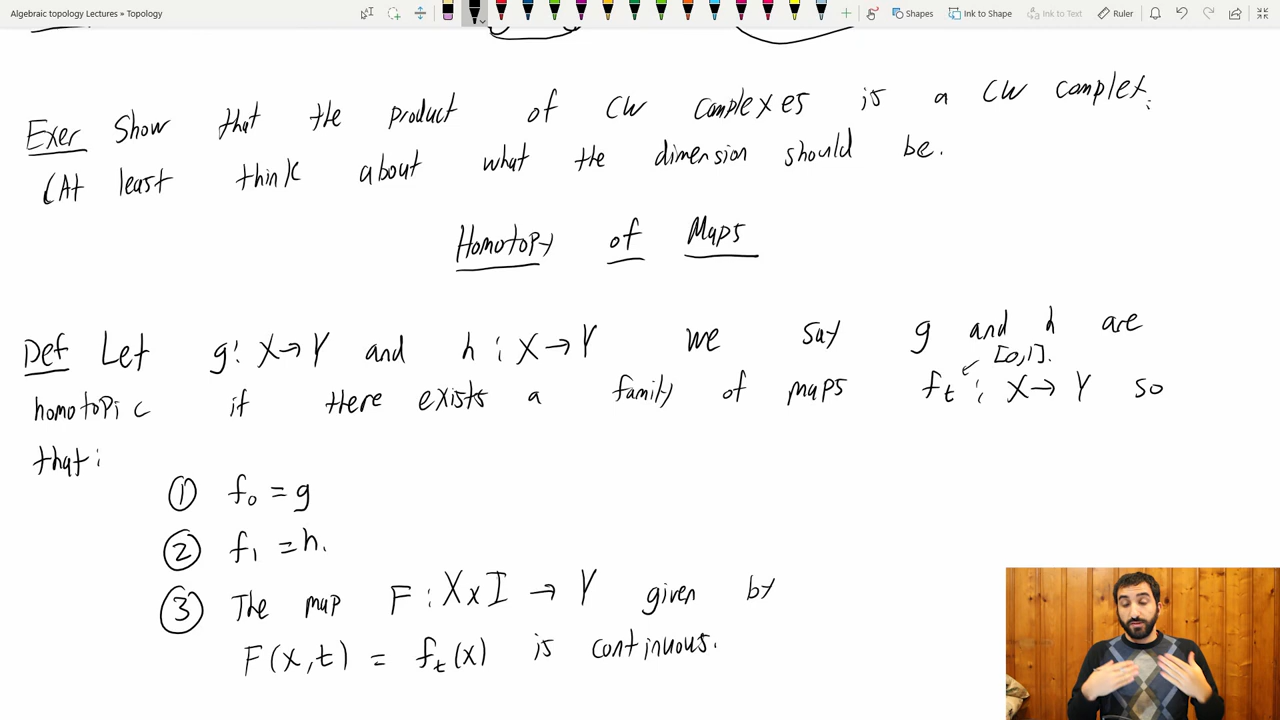 Algebraic topology Lectures » Topology
Shapes Ink to Shape Ink to Text Ruler
Exer Show that the product of CW complexes is a CW complex.
(At least think about what the dimension should be.
Homotopy of Maps
Def Let g: X→Y and h: X→Y we say g and h are
[0,1].
homotopic if there exists a family of maps f_t : X→Y so
that:
① f₀ = g
② f₁ = h.
③ The map F: X×I → Y given by
F(x,t) = f_t(x) is continuous.